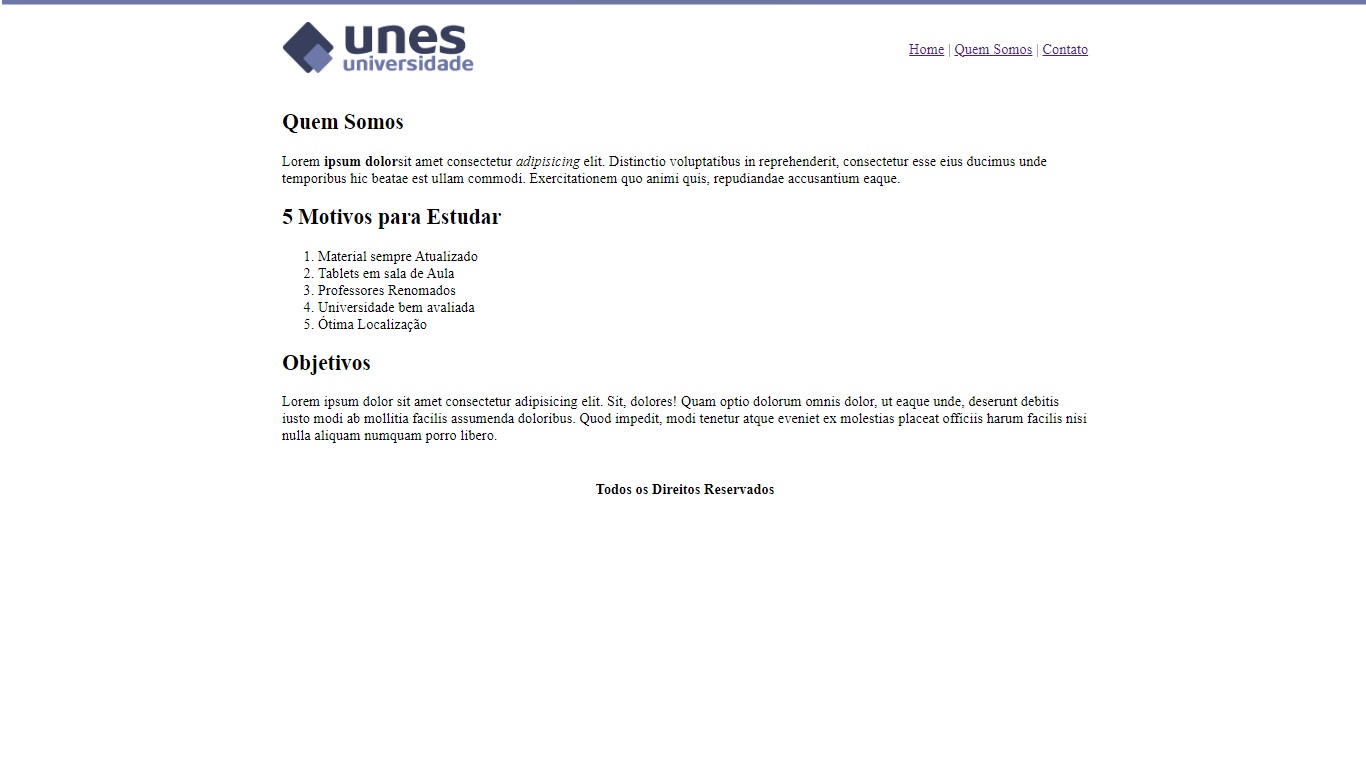 unes
universidade
Home | Quem Somos | Contato
Quem Somos
Lorem ipsum dolorsit amet consectetur adipisicing elit. Distinctio voluptatibus in reprehenderit, consectetur esse eius ducimus unde
temporibus hic beatae est ullam commodi. Exercitationem quo animi quis, repudiandae accusantium eaque.
5 Motivos para Estudar
1. Material sempre Atualizado
2. Tablets em sala de Aula
3. Professores Renomados
4. Universidade bem avaliada
5. Ótima Localização
Objetivos
Lorem ipsum dolor sit amet consectetur adipisicing elit. Sit, dolores! Quam optio dolorum omnis dolor, ut eaque unde, deserunt debitis
iusto modi ab mollitia facilis assumenda doloribus. Quod impedit, modi tenetur atque eveniet ex molestias placeat officiis harum facilis nisi
nulla aliquam numquam porro libero.
Todos os Direitos Reservados